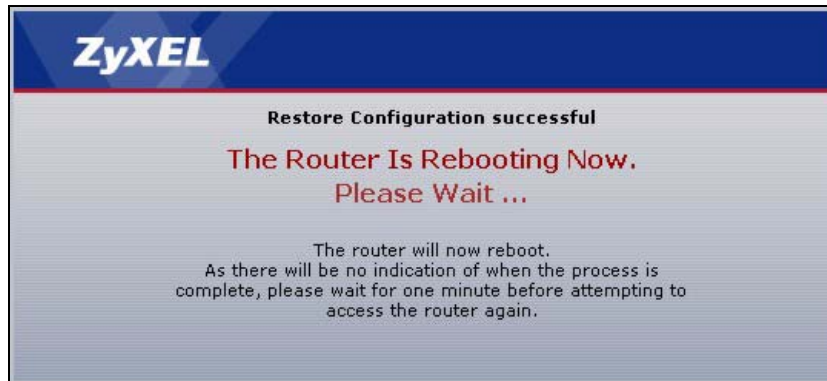 ZyXEL
Restore Configuration successful
The Router Is Rebooting Now.
Please Wait ...
The router will now reboot.
As there will be no indication of when the process is
complete, please wait for one minute before attempting to
access the router again.